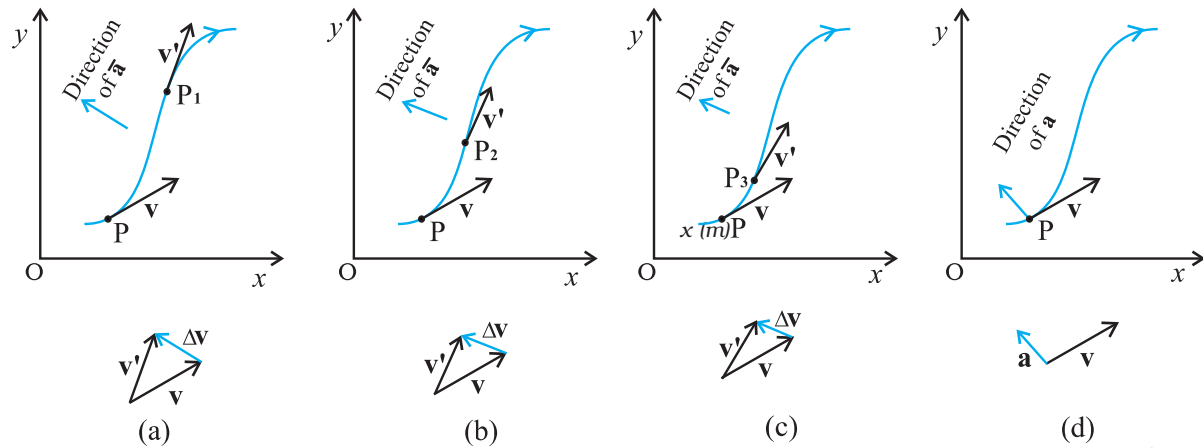 y
v'
Direction
of a̅
P1
v
P
O
x
Δv
v'
v
(a)
y
Direction
of a̅
v'
P2
v
P
O
x
Δv
v'
v
(b)
y
Direction
of a̅
v'
P3
v
x (m)P
O
x
Δv
v'
v
(c)
y
Direction
of a
v
P
O
x
a
v
(d)